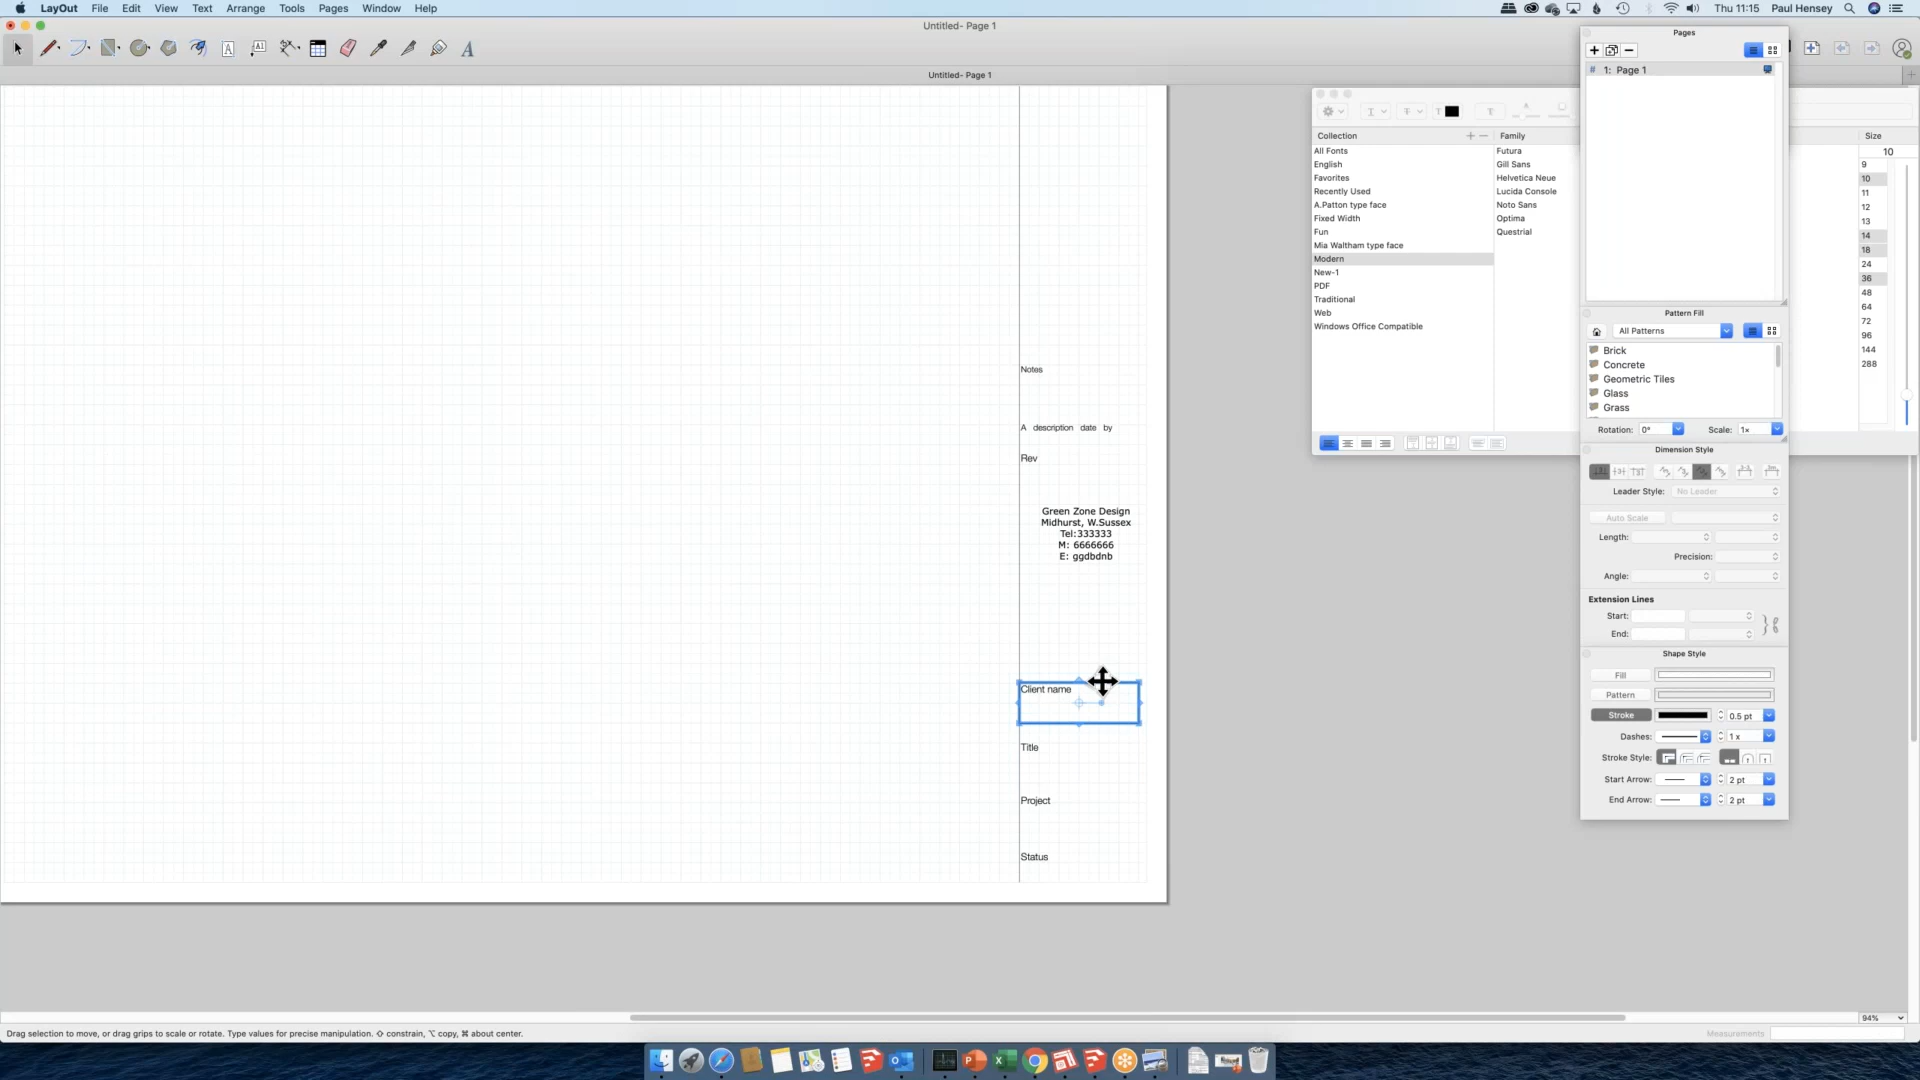 LayOut File Edit View Text Arrange Tools Pages Window Help
Thu 11:15 Paul Hensey
Untitled- Page 1
Untitled- Page 1
Pages
# 1: Page 1
Collection
Family
Size
10
All Fonts
English
Favorites
Recently Used
A.Patton type face
Fixed Width
Fun
Mia Waltham type face
Modern
New-1
PDF
Traditional
Web
Windows Office Compatible
Futura
Gill Sans
Helvetica Neue
Lucida Console
Noto Sans
Optima
Questrial
9
10
11
12
13
14
18
24
36
48
64
72
96
144
288
Pattern Fill
All Patterns
Brick
Concrete
Geometric Tiles
Glass
Grass
Rotation: 0° Scale: 1x
Dimension Style
Leader Style: No Leader
Auto Scale
Length:
Precision:
Angle:
Extension Lines
Start:
End:
Shape Style
Fill
Pattern
Stroke 0.5 pt
Dashes: 1 x
Stroke Style:
Start Arrow: 2 pt
End Arrow: 2 pt
Notes
A description date by
Rev
Green Zone Design
Midhurst, W.Sussex
Tel:333333
M: 6666666
E: ggdbdnb
Client name
Title
Project
Status
94%
Drag selection to move, or drag grips to scale or rotate. Type values for precise manipulation. ⇧ constrain, ⌥ copy, ⌘ about center.
Measurements